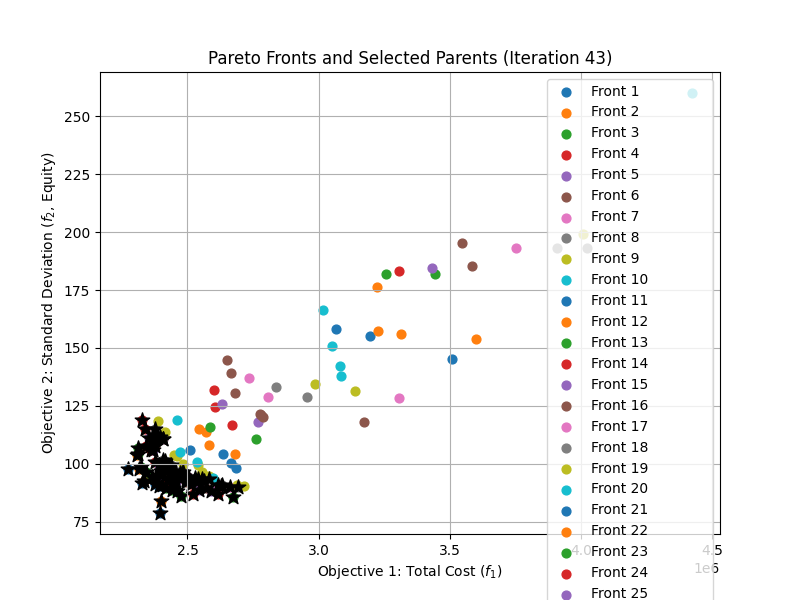 Pareto Fronts and Selected Parents (Iteration 43)
Objective 2: Standard Deviation (f₂, Equity)
250
225
200
175
150
125
100
75
2.5
3.0
3.5
4.0
4.5
1e6
Objective 1: Total Cost (f₁)
Front 1
Front 2
Front 3
Front 4
Front 5
Front 6
Front 7
Front 8
Front 9
Front 10
Front 11
Front 12
Front 13
Front 14
Front 15
Front 16
Front 17
Front 18
Front 19
Front 20
Front 21
Front 22
Front 23
Front 24
Front 25